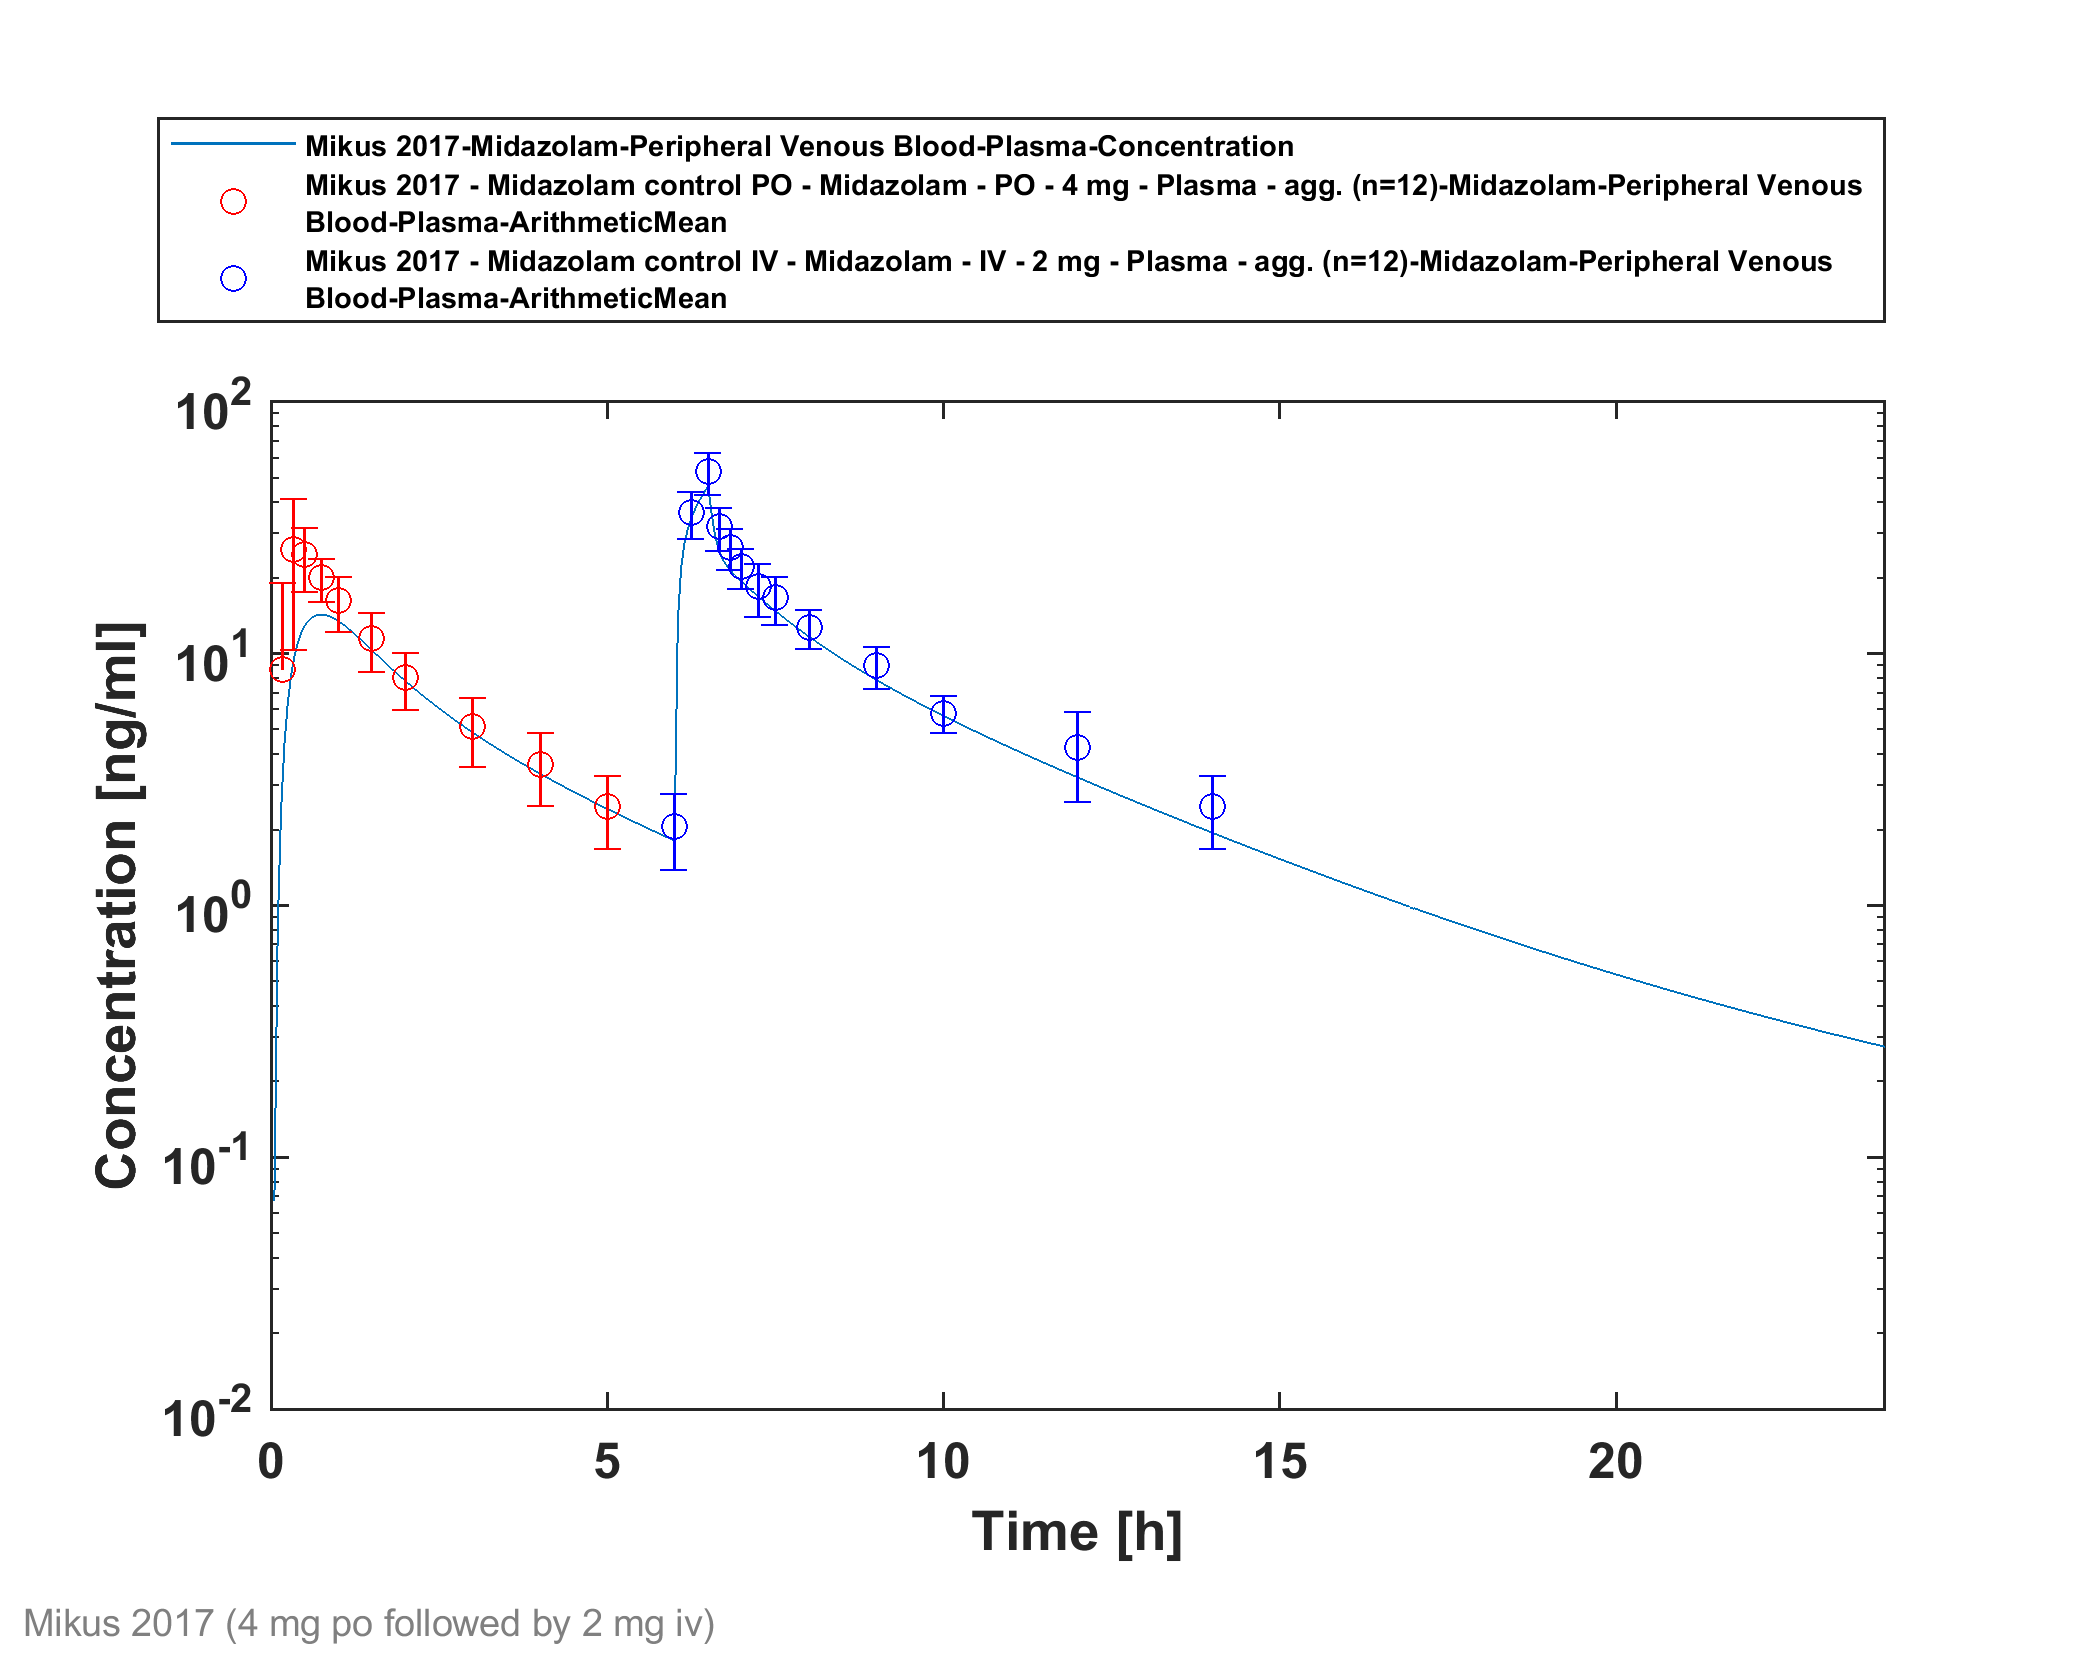 Mikus 2017-Midazolam-Peripheral Venous Blood-Plasma-Concentration
Mikus 2017 - Midazolam control PO - Midazolam - PO - 4 mg - Plasma - agg. (n=12)-Midazolam-Peripheral Venous
Blood-Plasma-ArithmeticMean
Mikus 2017 - Midazolam control IV - Midazolam - IV - 2 mg - Plasma - agg. (n=12)-Midazolam-Peripheral Venous
Blood-Plasma-ArithmeticMean
10^2
10^1
10^0
10^-1
10^-2
Concentration [ng/ml]
0 5 10 15 20
Time [h]
Mikus 2017 (4 mg po followed by 2 mg iv)